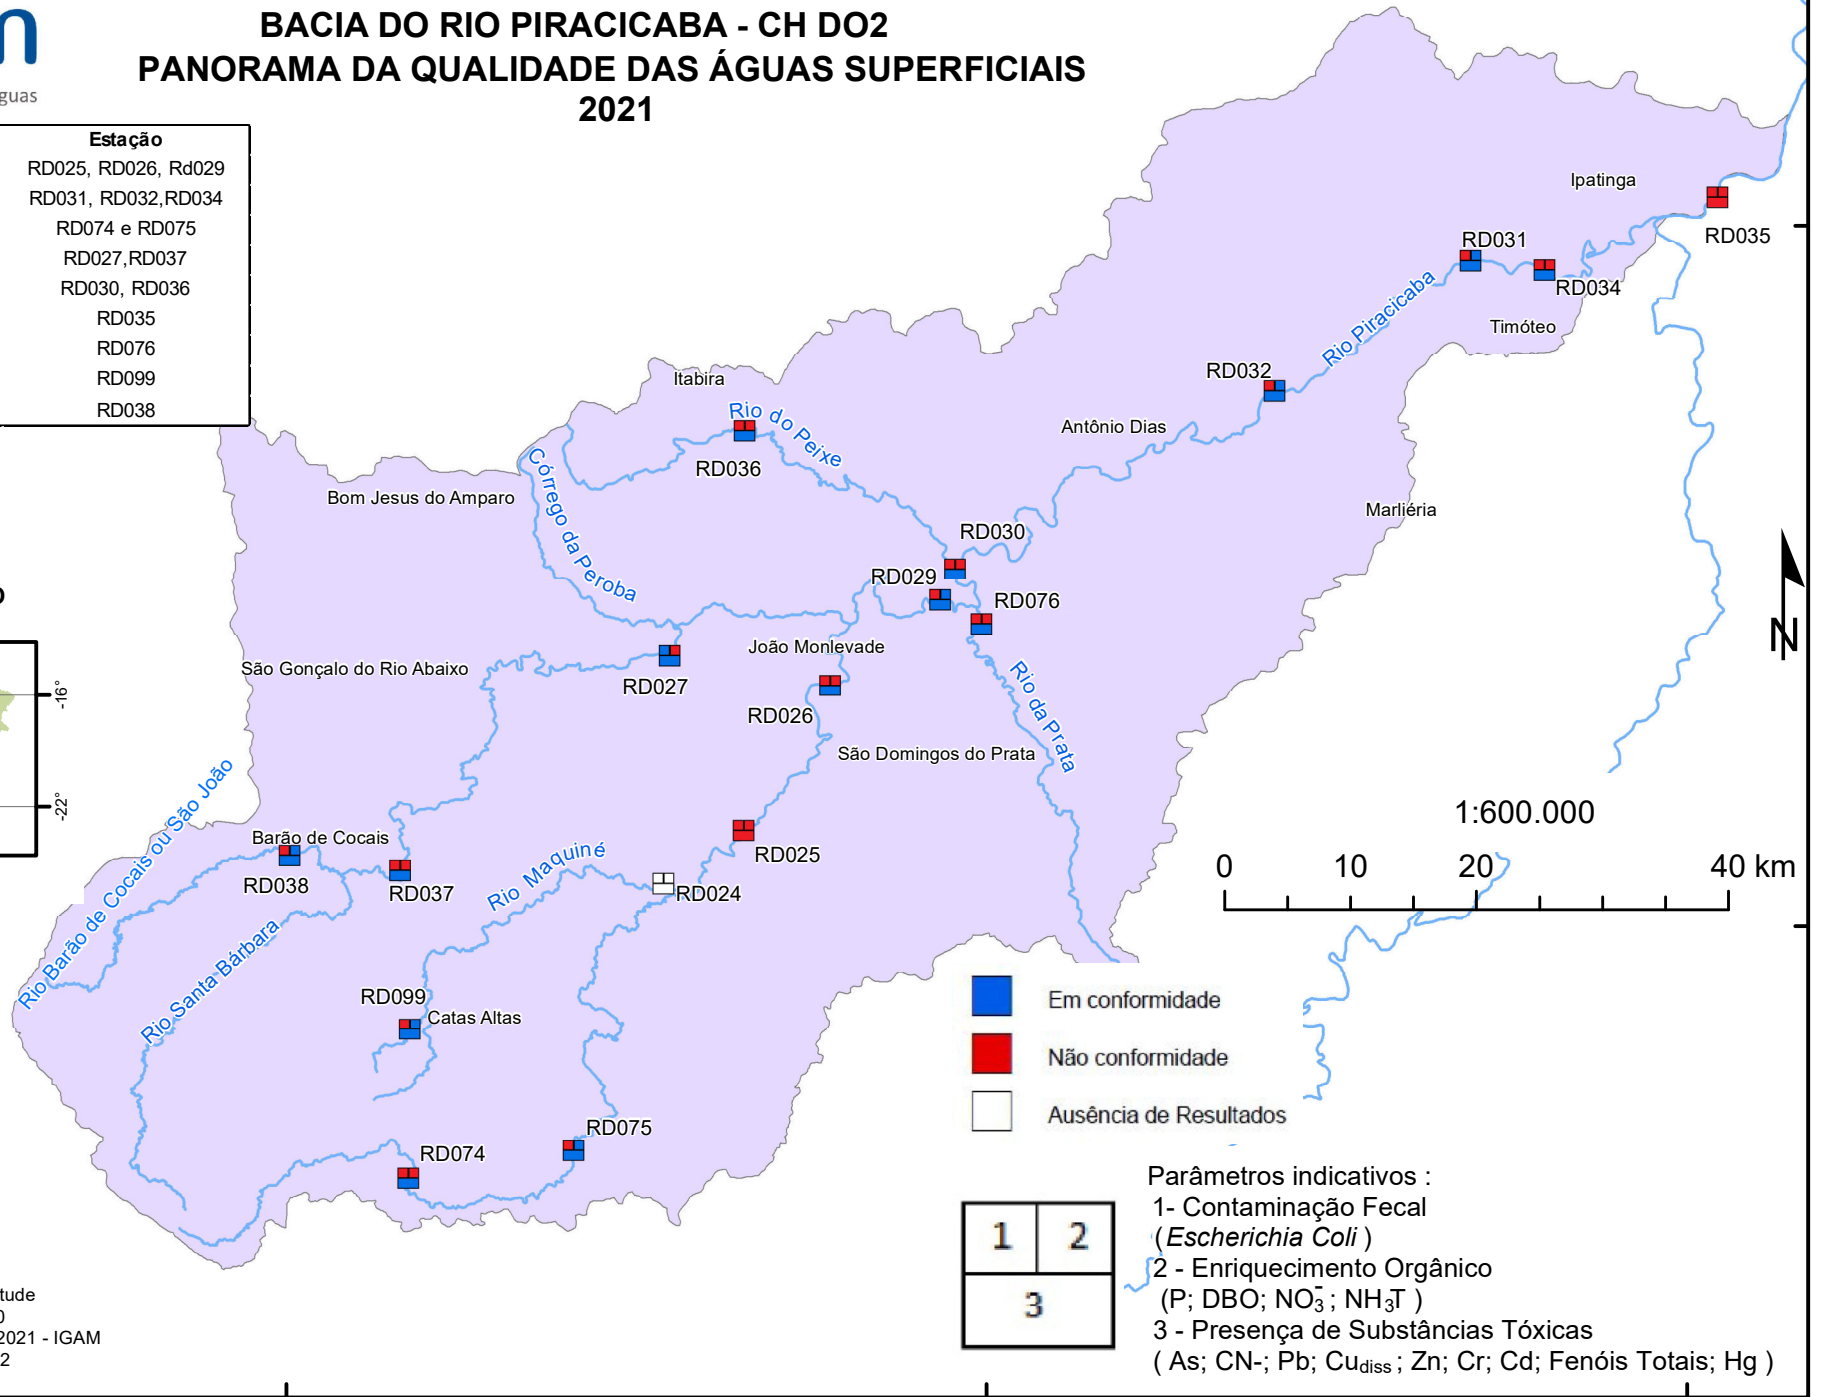 BACIA DO RIO PIRACICABA - CH DO2
PANORAMA DA QUALIDADE DAS ÁGUAS SUPERFICIAIS
2021
guas
Estação
RD025, RD026, Rd029
RD031, RD032,RD034
RD074 e RD075
RD027,RD037
RD030, RD036
RD035
RD076
RD099
RD038
Ipatinga
RD035
RD031
RD034
Timóteo
Rio Piracicaba
RD032
Antônio Dias
Marliéria
Itabira
Rio do Peixe
RD036
Córrego da Peroba
Bom Jesus do Amparo
RD030
RD029
RD076
João Monlevade
São Gonçalo do Rio Abaixo
RD027
RD026
Rio da Prata
São Domingos do Prata
-16°
-22°
N
Rio Barão de Cocais ou São João
Barão de Cocais
RD038
RD037
Rio Maquiné
RD025
RD024
Rio Santa Bárbara
RD099
Catas Altas
RD075
RD074
1:600.000
0 10 20 40 km
Em conformidade
Não conformidade
Ausência de Resultados
1 2
3
Parâmetros indicativos :
1- Contaminação Fecal
(Escherichia Coli )
2 - Enriquecimento Orgânico
(P; DBO; NO3-; NH3T )
3 - Presença de Substâncias Tóxicas
( As; CN-; Pb; Cudiss ; Zn; Cr; Cd; Fenóis Totais; Hg )
tude
0
2021 - IGAM
2